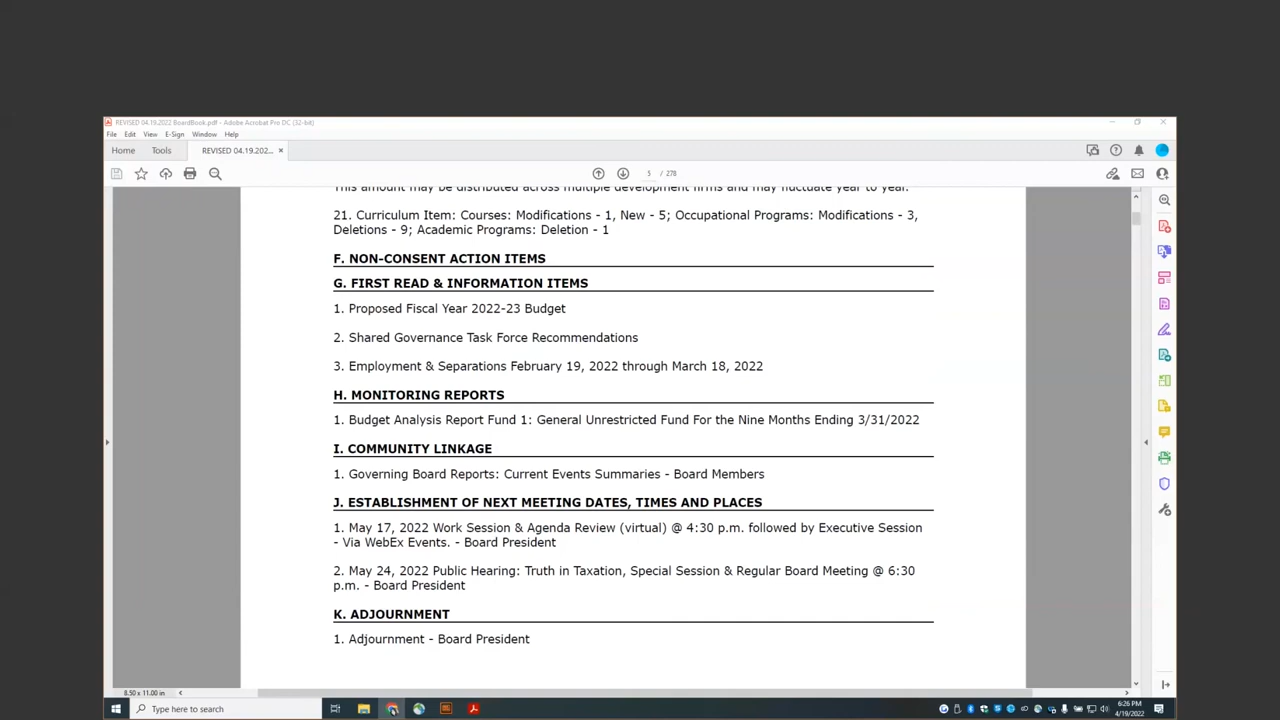 REVISED 04.19.2022 BoardBook.pdf - Adobe Acrobat Pro DC (32-bit)
File Edit View E-Sign Window Help
Home Tools REVISED 04.19.202... ×
5 / 278
This amount may be distributed across multiple development firms and may fluctuate year to year.
21. Curriculum Item: Courses: Modifications - 1, New - 5; Occupational Programs: Modifications - 3,
Deletions - 9; Academic Programs: Deletion - 1
F. NON-CONSENT ACTION ITEMS
G. FIRST READ & INFORMATION ITEMS
1. Proposed Fiscal Year 2022-23 Budget
2. Shared Governance Task Force Recommendations
3. Employment & Separations February 19, 2022 through March 18, 2022
H. MONITORING REPORTS
1. Budget Analysis Report Fund 1: General Unrestricted Fund For the Nine Months Ending 3/31/2022
I. COMMUNITY LINKAGE
1. Governing Board Reports: Current Events Summaries - Board Members
J. ESTABLISHMENT OF NEXT MEETING DATES, TIMES AND PLACES
1. May 17, 2022 Work Session & Agenda Review (virtual) @ 4:30 p.m. followed by Executive Session
- Via WebEx Events. - Board President
2. May 24, 2022 Public Hearing: Truth in Taxation, Special Session & Regular Board Meeting @ 6:30
p.m. - Board President
K. ADJOURNMENT
1. Adjournment - Board President
8.50 x 11.00 in
Type here to search
6:26 PM
4/19/2022